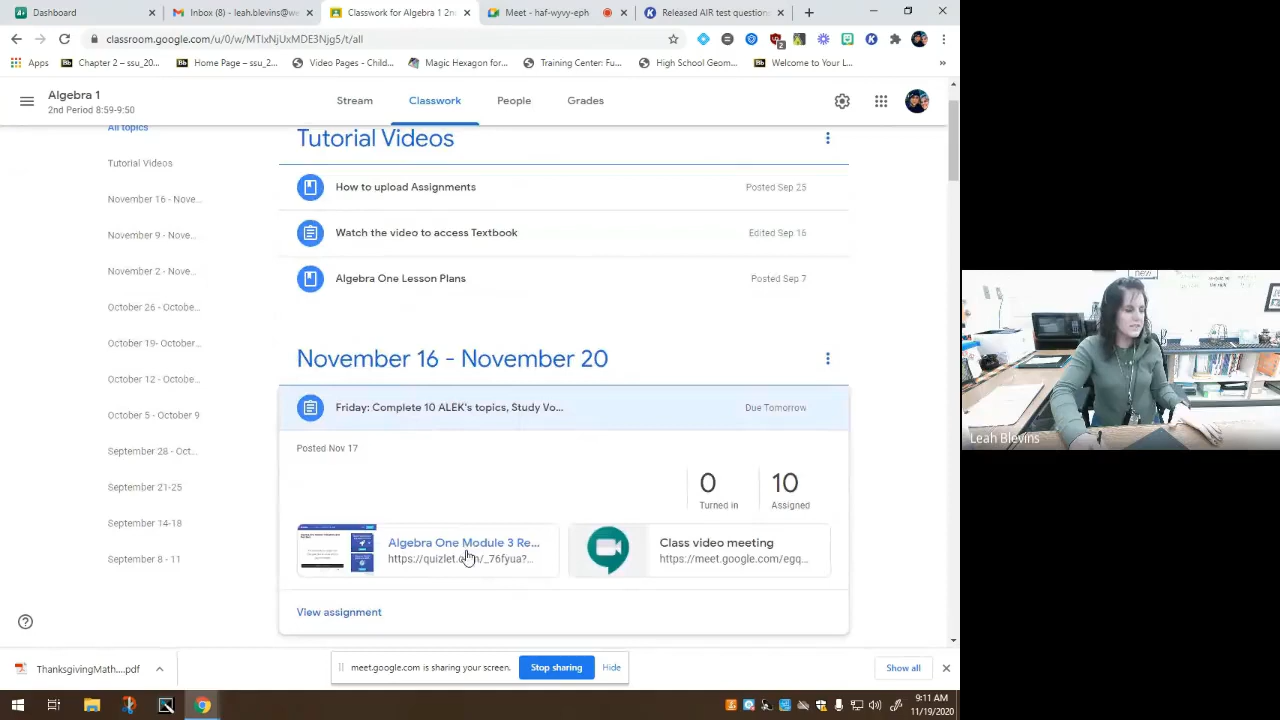 Dashboard
Inbox (8) - leah.blevins@we
Classwork for Algebra 1 2nd
Meet - haf-wyvy-eph
Released AIR test questions
classroom.google.com/u/0/w/MTIxNjUxMDE3Njg5/t/all
2
Apps
Chapter 2 – ssu_20...
Home Page – ssu_2...
Video Pages - Child...
Magic Hexagon for...
Training Center: Fu...
High School Geom...
Welcome to Your L...
Algebra 1
2nd Period 8:59-9:50
Stream
Classwork
People
Grades
All topics
Tutorial Videos
November 16 - Nove...
November 9 - Nove...
November 2 - Nove...
October 26 - Octobe...
October 19- October...
October 12 - Octobe...
October 5 - October 9
September 28 - Oct...
September 21-25
September 14-18
September 8 - 11
Tutorial Videos
How to upload Assignments
Posted Sep 25
Watch the video to access Textbook
Edited Sep 16
Algebra One Lesson Plans
Posted Sep 7
November 16 - November 20
Friday: Complete 10 ALEK's topics, Study Vo...
Due Tomorrow
Posted Nov 17
0
Turned in
10
Assigned
Algebra One Module 3 Re...
https://quizlet.com/_76fyua?...
Class video meeting
https://meet.google.com/egq...
View assignment
Leah Blevins
ThanksgivingMath....pdf
meet.google.com is sharing your screen.
Stop sharing
Hide
Show all
9:11 AM
11/19/2020